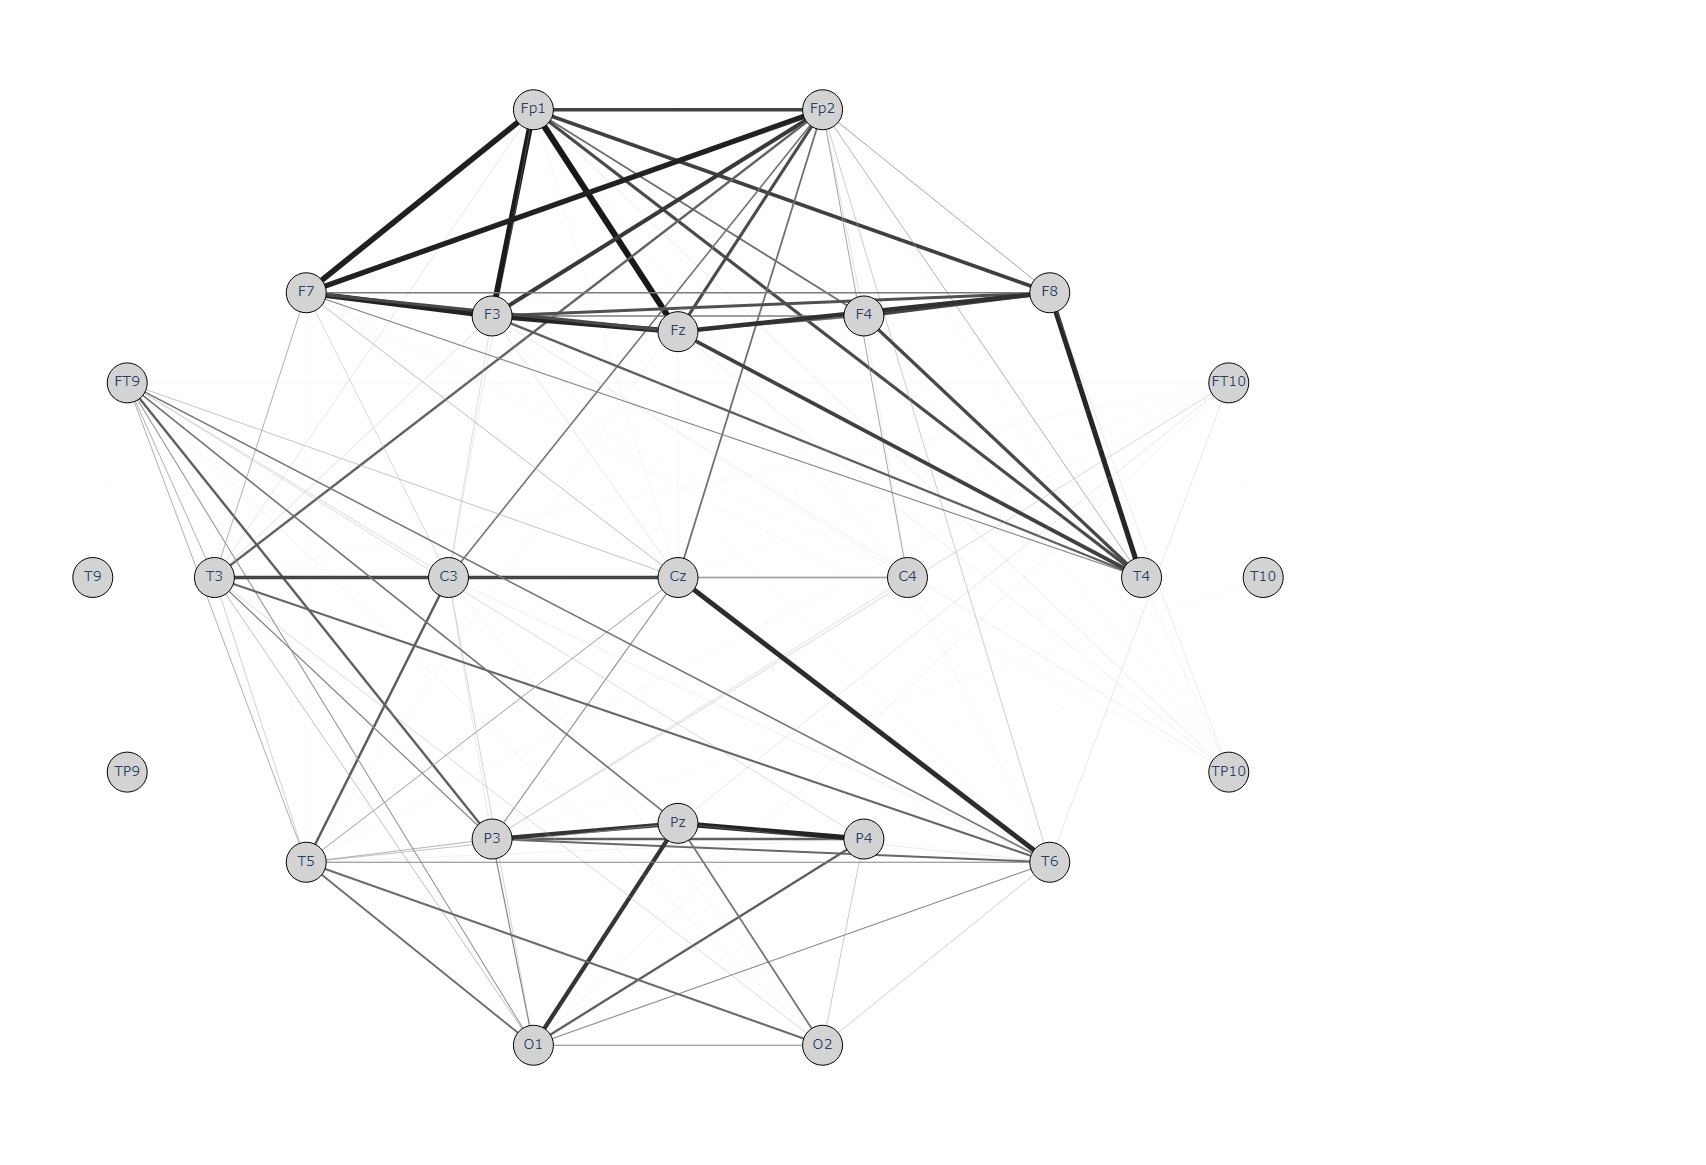 Fp1 Fp2
F7 F3 Fz F4 F8
FT9 FT10
T9 T3 C3 Cz C4 T4 T10
TP9 TP10
T5 P3 Pz P4 T6
O1 O2